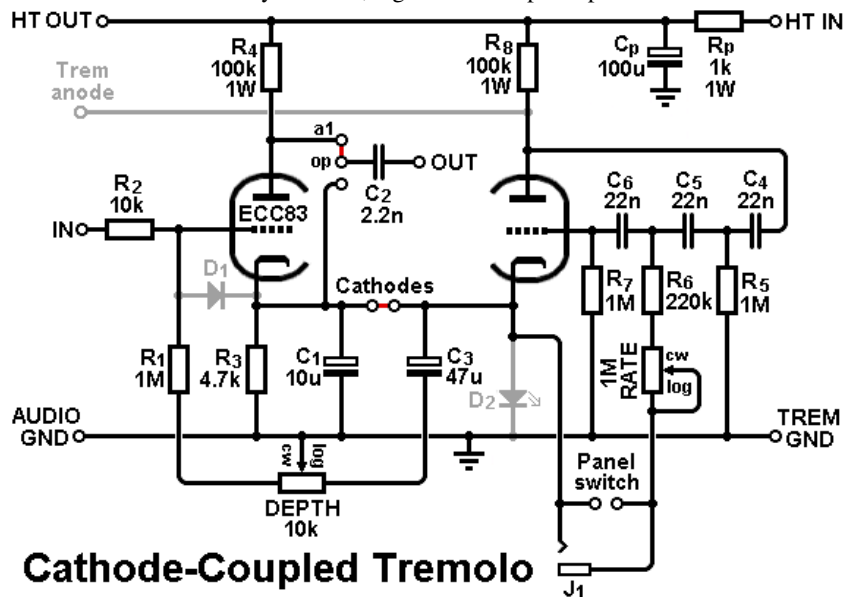 HT OUT
HT IN
R4
100k
1W
R8
100k
1W
Cp
100u
Rp
1k
1W
Trem
anode
a1
op
OUT
C2
2.2n
C6
22n
C5
22n
C4
22n
R2
10k
IN
ECC83
D1
Cathodes
R7
1M
R6
220k
R5
1M
R1
1M
R3
4.7k
C1
10u
C3
47u
D2
1M
RATE
cw
log
AUDIO
GND
TREM
GND
cw
log
DEPTH
10k
Panel
switch
Cathode-Coupled Tremolo
J1